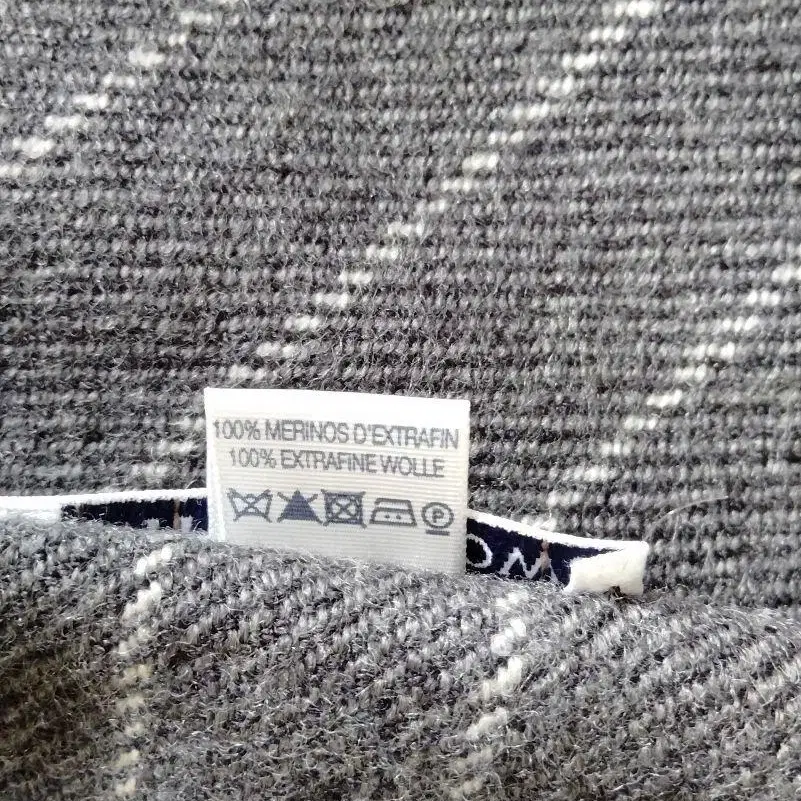 100% MERINOS D'EXTRAFIN
100% EXTRAFINE WOLLE
P